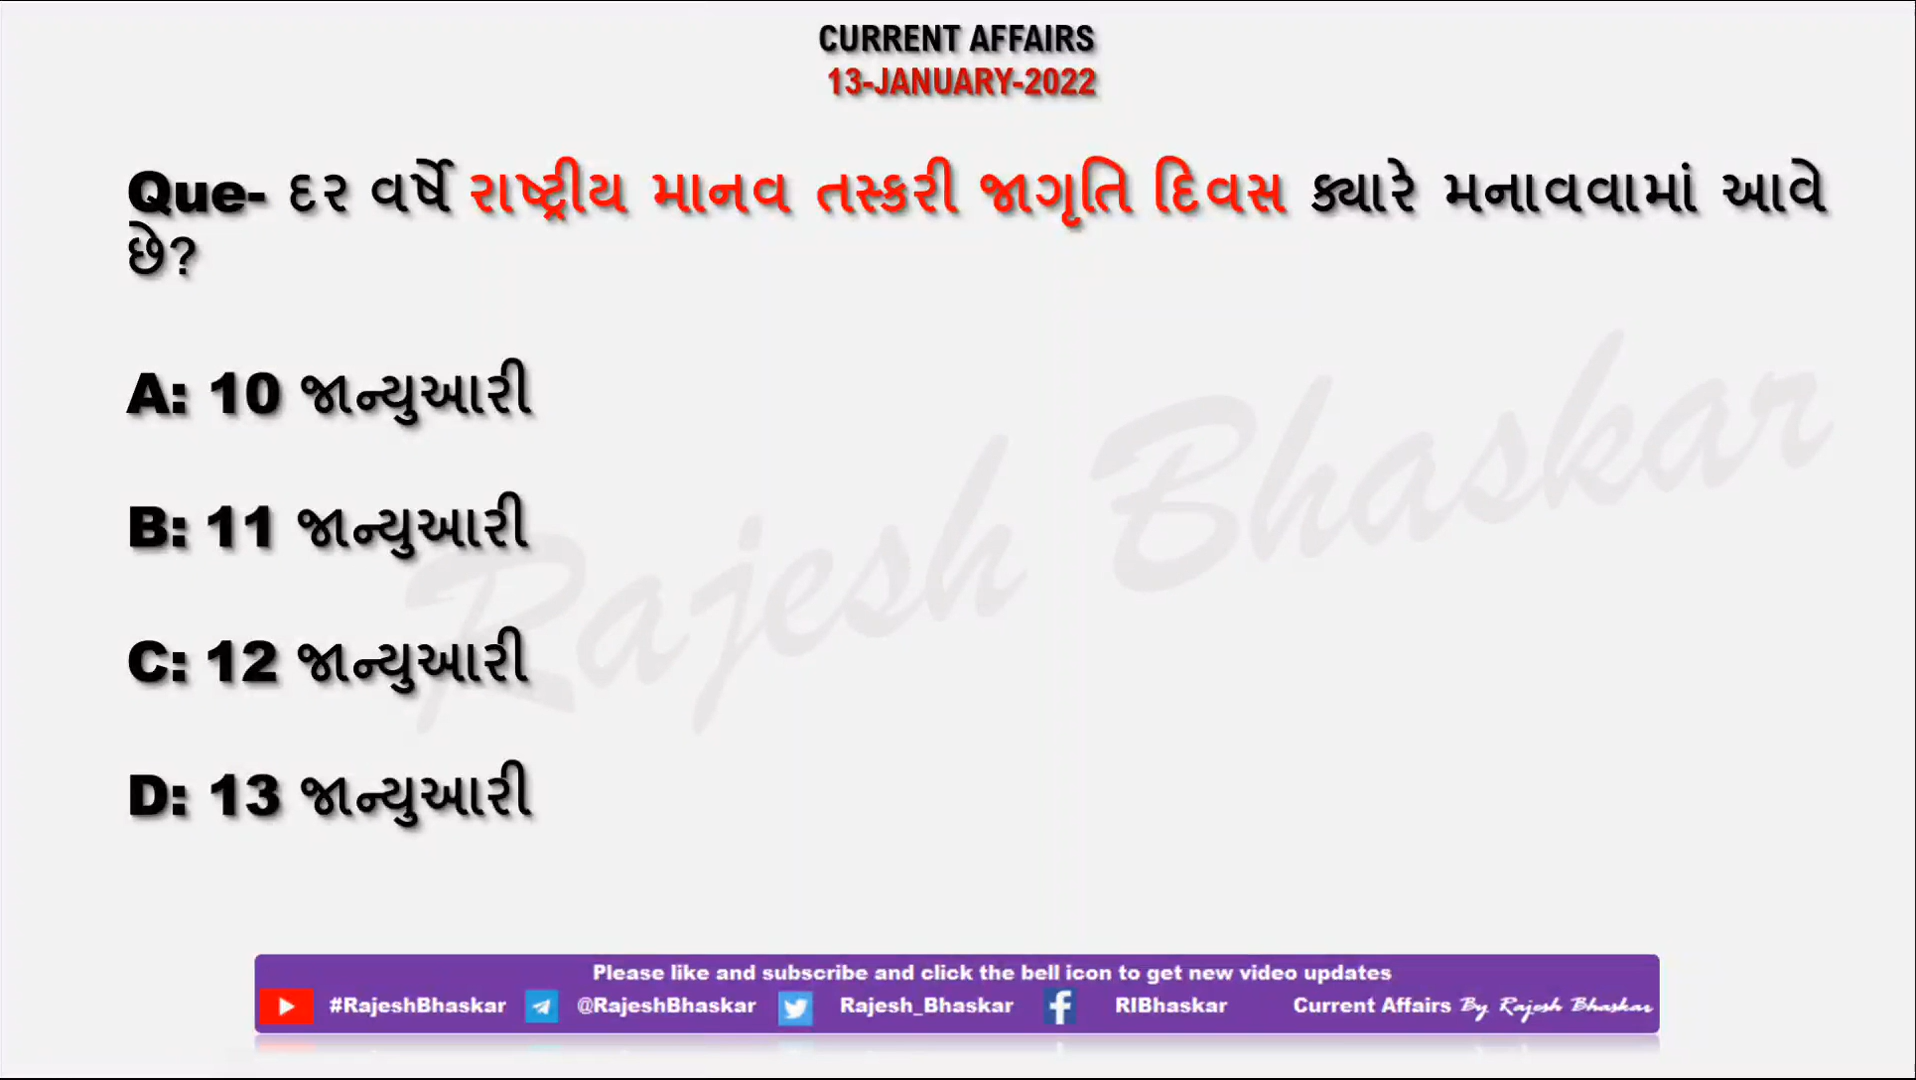 CURRENT AFFAIRS
13-JANUARY-2022
Que- દર વર્ષે રાષ્ટ્રીય માનવ તસ્કરી જાગૃતિ દિવસ ક્યારે મનાવવામાં આવે
છે?
A: 10 જાન્યુઆરી
B: 11 જાન્યુઆરી
C: 12 જાન્યુઆરી
D: 13 જાન્યુઆરી
Rajesh Bhaskar
Please like and subscribe and click the bell icon to get new video updates
#RajeshBhaskar @RajeshBhaskar Rajesh_Bhaskar RIBhaskar Current Affairs By Rajesh Bhaskar